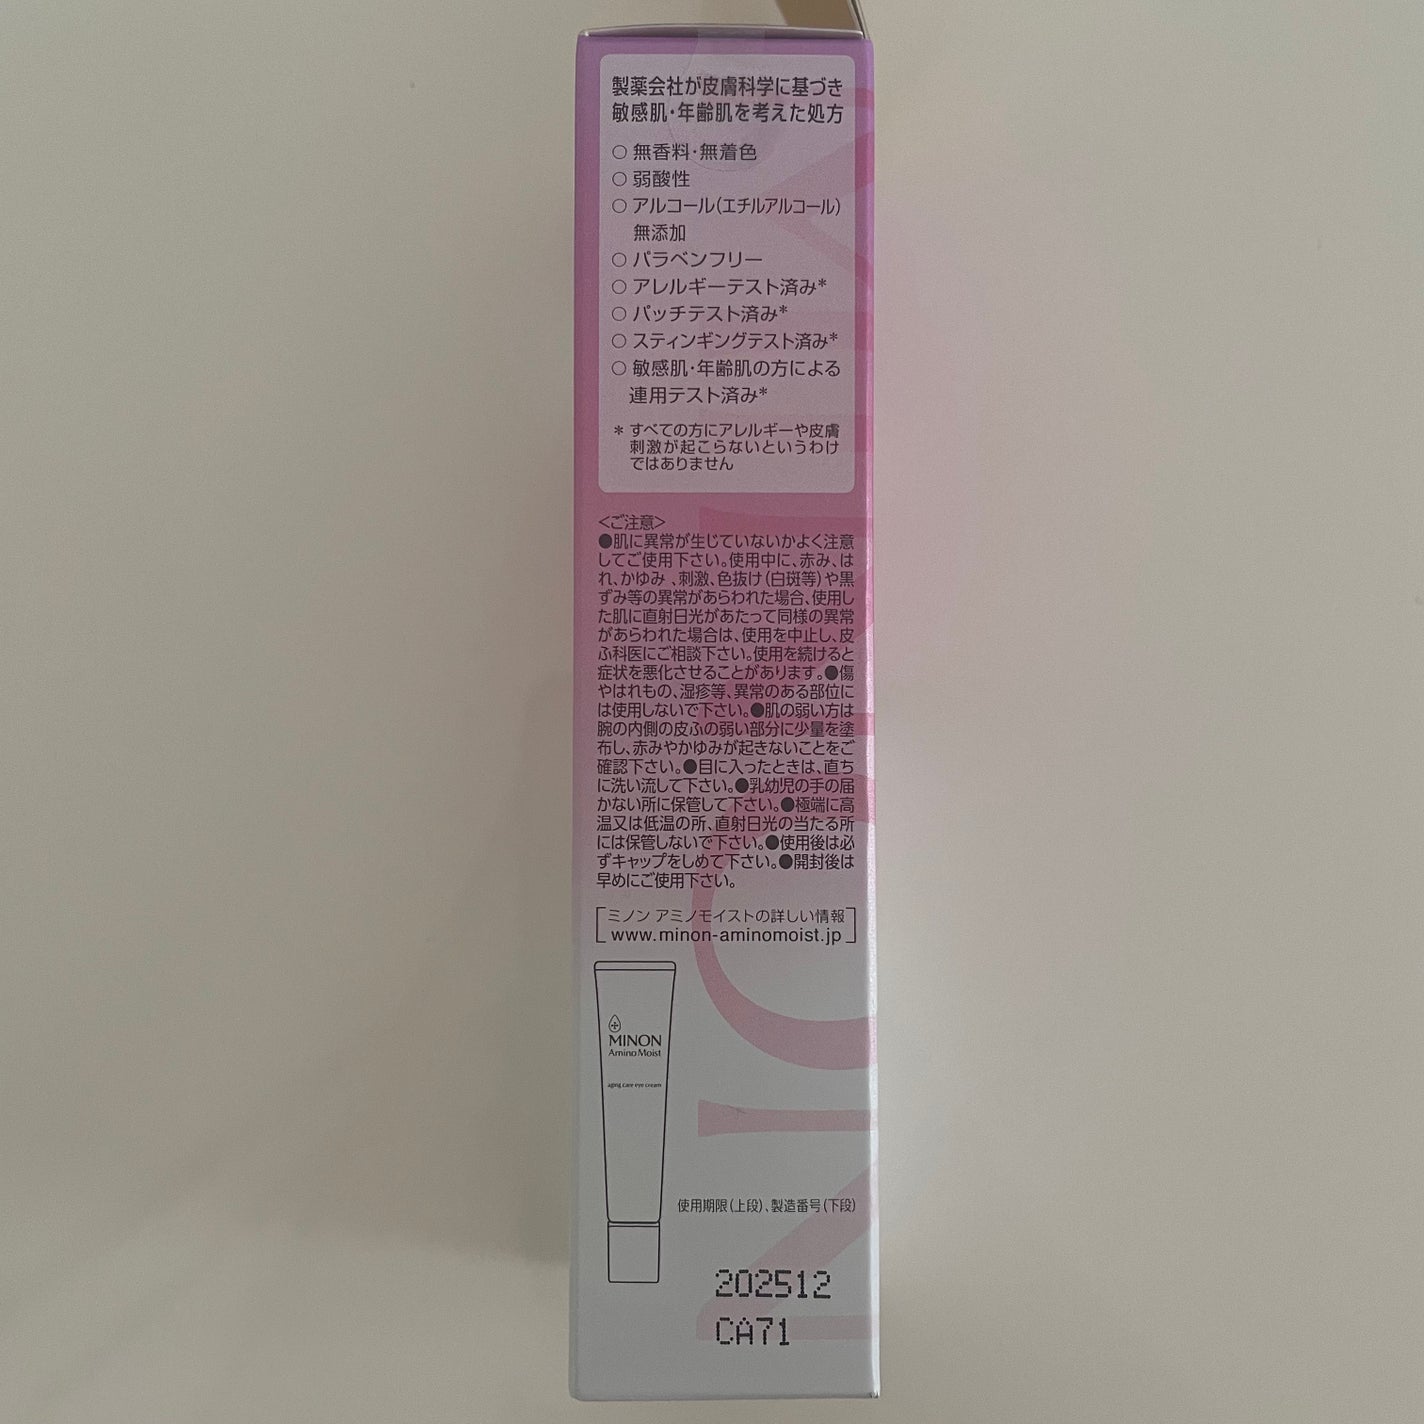 製薬会社が皮膚科学に基づき
敏感肌・年齢肌を考えた処方
○ 無香料・無着色
○ 弱酸性
○ アルコール(エチルアルコール)
無添加
○ パラベンフリー
○ アレルギーテスト済み*
○ パッチテスト済み*
○ スティンギングテスト済み*
○ 敏感肌・年齢肌の方による
連用テスト済み*
* すべての方にアレルギーや皮膚
刺激が起こらないというわけ
ではありません
<ご注意>
●肌に異常が生じていないかよく注意
してご使用下さい。使用中に、赤み、は
れ、かゆみ、刺激、色抜け(白斑等)や黒
ずみ等の異常があらわれた場合、使用し
た肌に直射日光があたって同様の異常
があらわれた場合は、使用を中止し、皮
ふ科医にご相談下さい。使用を続けると
症状を悪化させることがあります。●傷
やはれもの、湿疹等、異常のある部位に
は使用しないで下さい。●肌の弱い方は
腕の内側の皮ふの弱い部分に少量を塗
布し、赤みやかゆみが起きないことをご
確認下さい。●目に入ったときは、直ち
に洗い流して下さい。●乳幼児の手の届
かない所に保管して下さい。●極端に高
温又は低温の所、直射日光の当たる所
には保管しないで下さい。●使用後は必
ずキャップをしめて下さい。●開封後は
早めにご使用下さい。
ミノン アミノモイストの詳しい情報
www.minon-aminomoist.jp
MINON
Amino Moist
aging care eye cream
使用期限(上段)、製造番号(下段)
202512
CA71
MINON